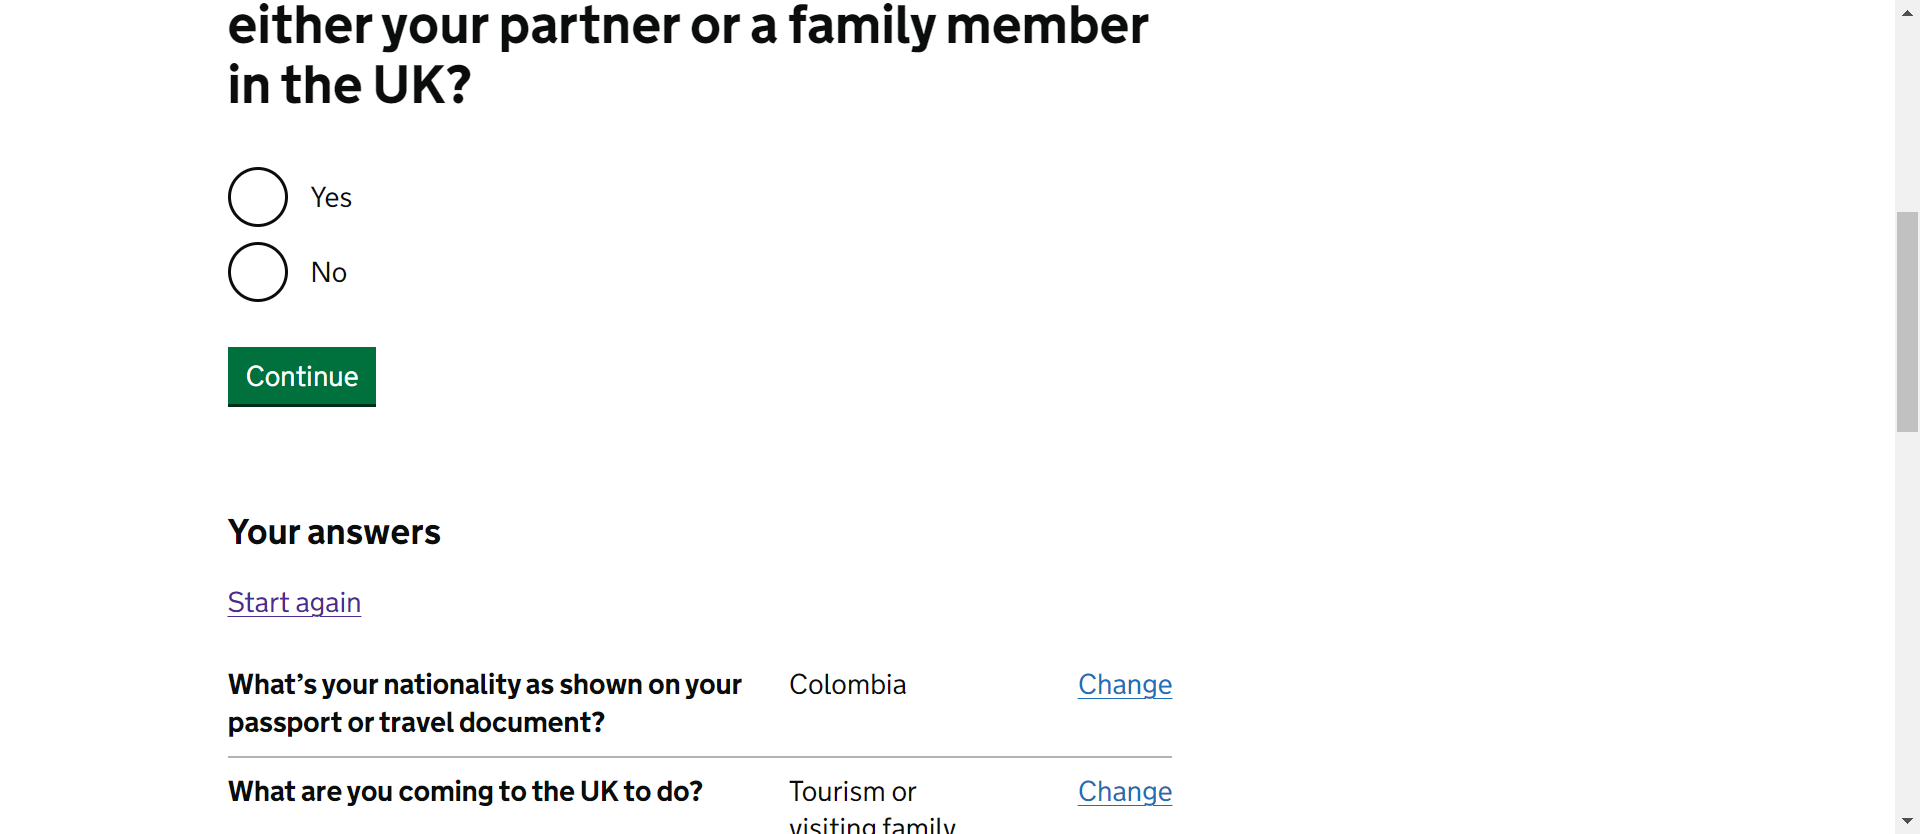 either your partner or a family member
in the UK?
Yes
No
Continue
Your answers
Start again
What’s your nationality as shown on your
passport or travel document?
Colombia
Change
What are you coming to the UK to do?
Tourism or
visiting family
Change